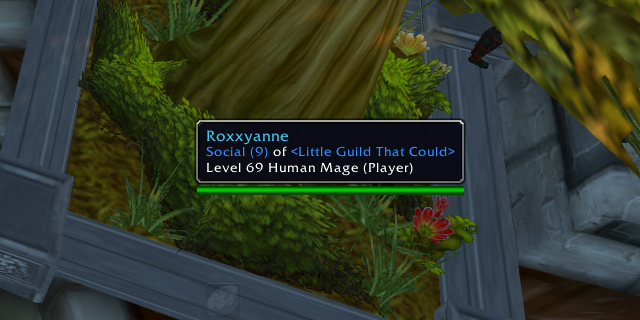 Roxxyanne
Social (9) of <Little Guild That Could>
Level 69 Human Mage (Player)